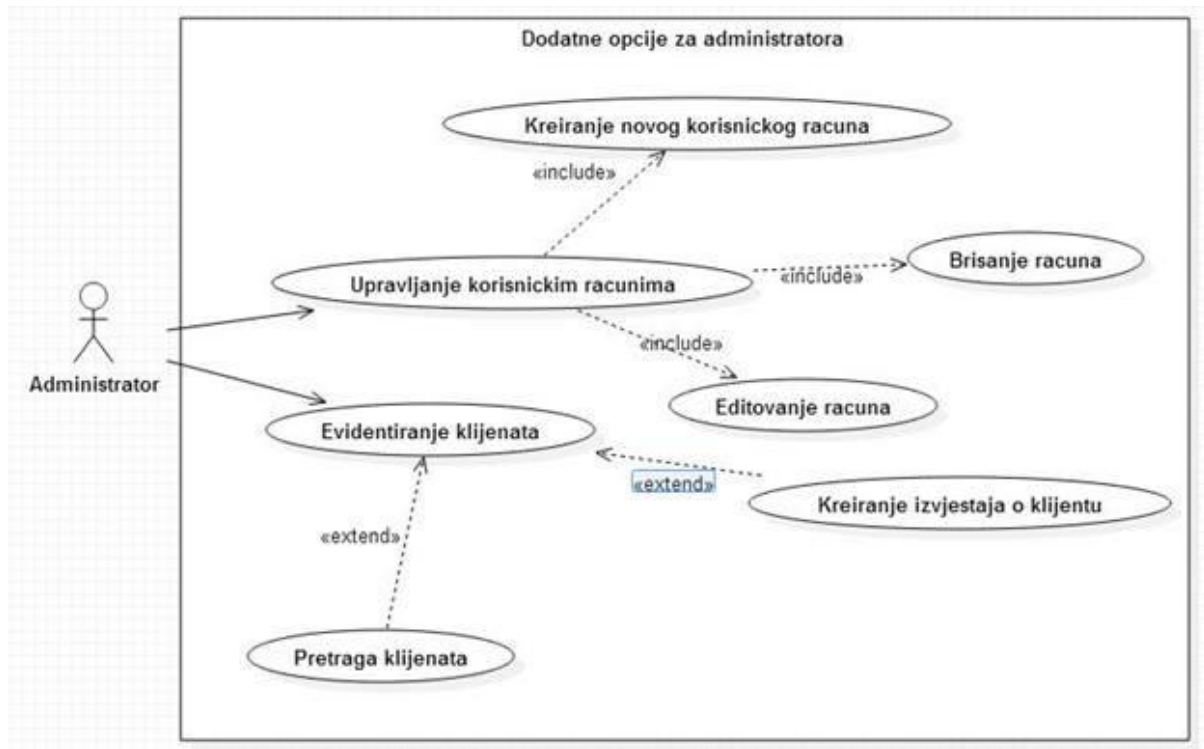 Dodatne opcije za administratora
Kreiranje novog korisnickog racuna
«include»
Upravljanje korisnickim racunima
«include»
Brisanje racuna
«include»
Administrator
Editovanje racuna
Evidentiranje klijenata
«extend»
Kreiranje izvjestaja o klijentu
«extend»
Pretraga klijenata